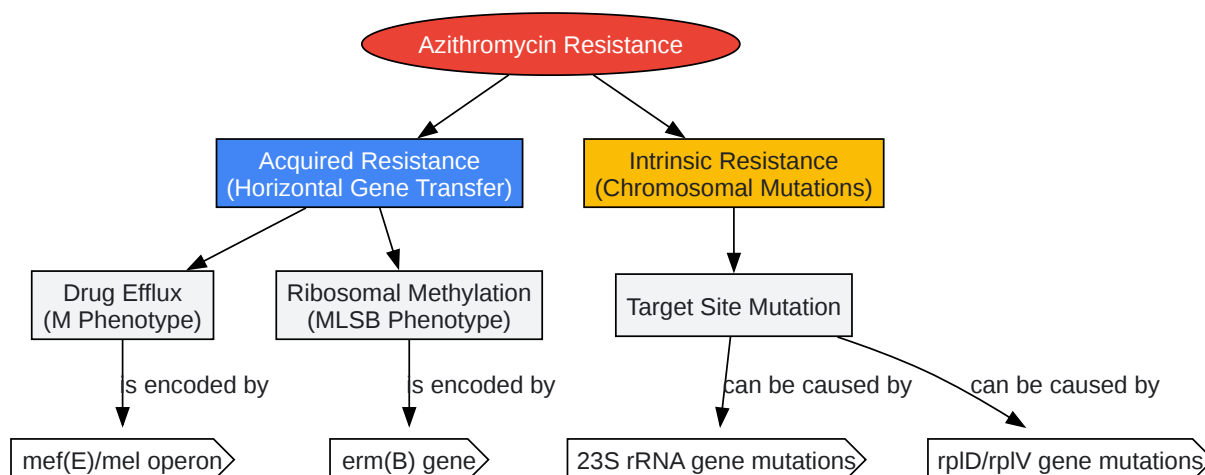 Azithromycin Resistance
Acquired Resistance
(Horizontal Gene Transfer)
Intrinsic Resistance
(Chromosomal Mutations)
Drug Efflux
(M Phenotype)
Ribosomal Methylation
(MLSB Phenotype)
Target Site Mutation
is encoded by
is encoded by
can be caused by
can be caused by
mef(E)/mel operon
erm(B) gene
23S rRNA gene mutations
rplD/rplV gene mutations